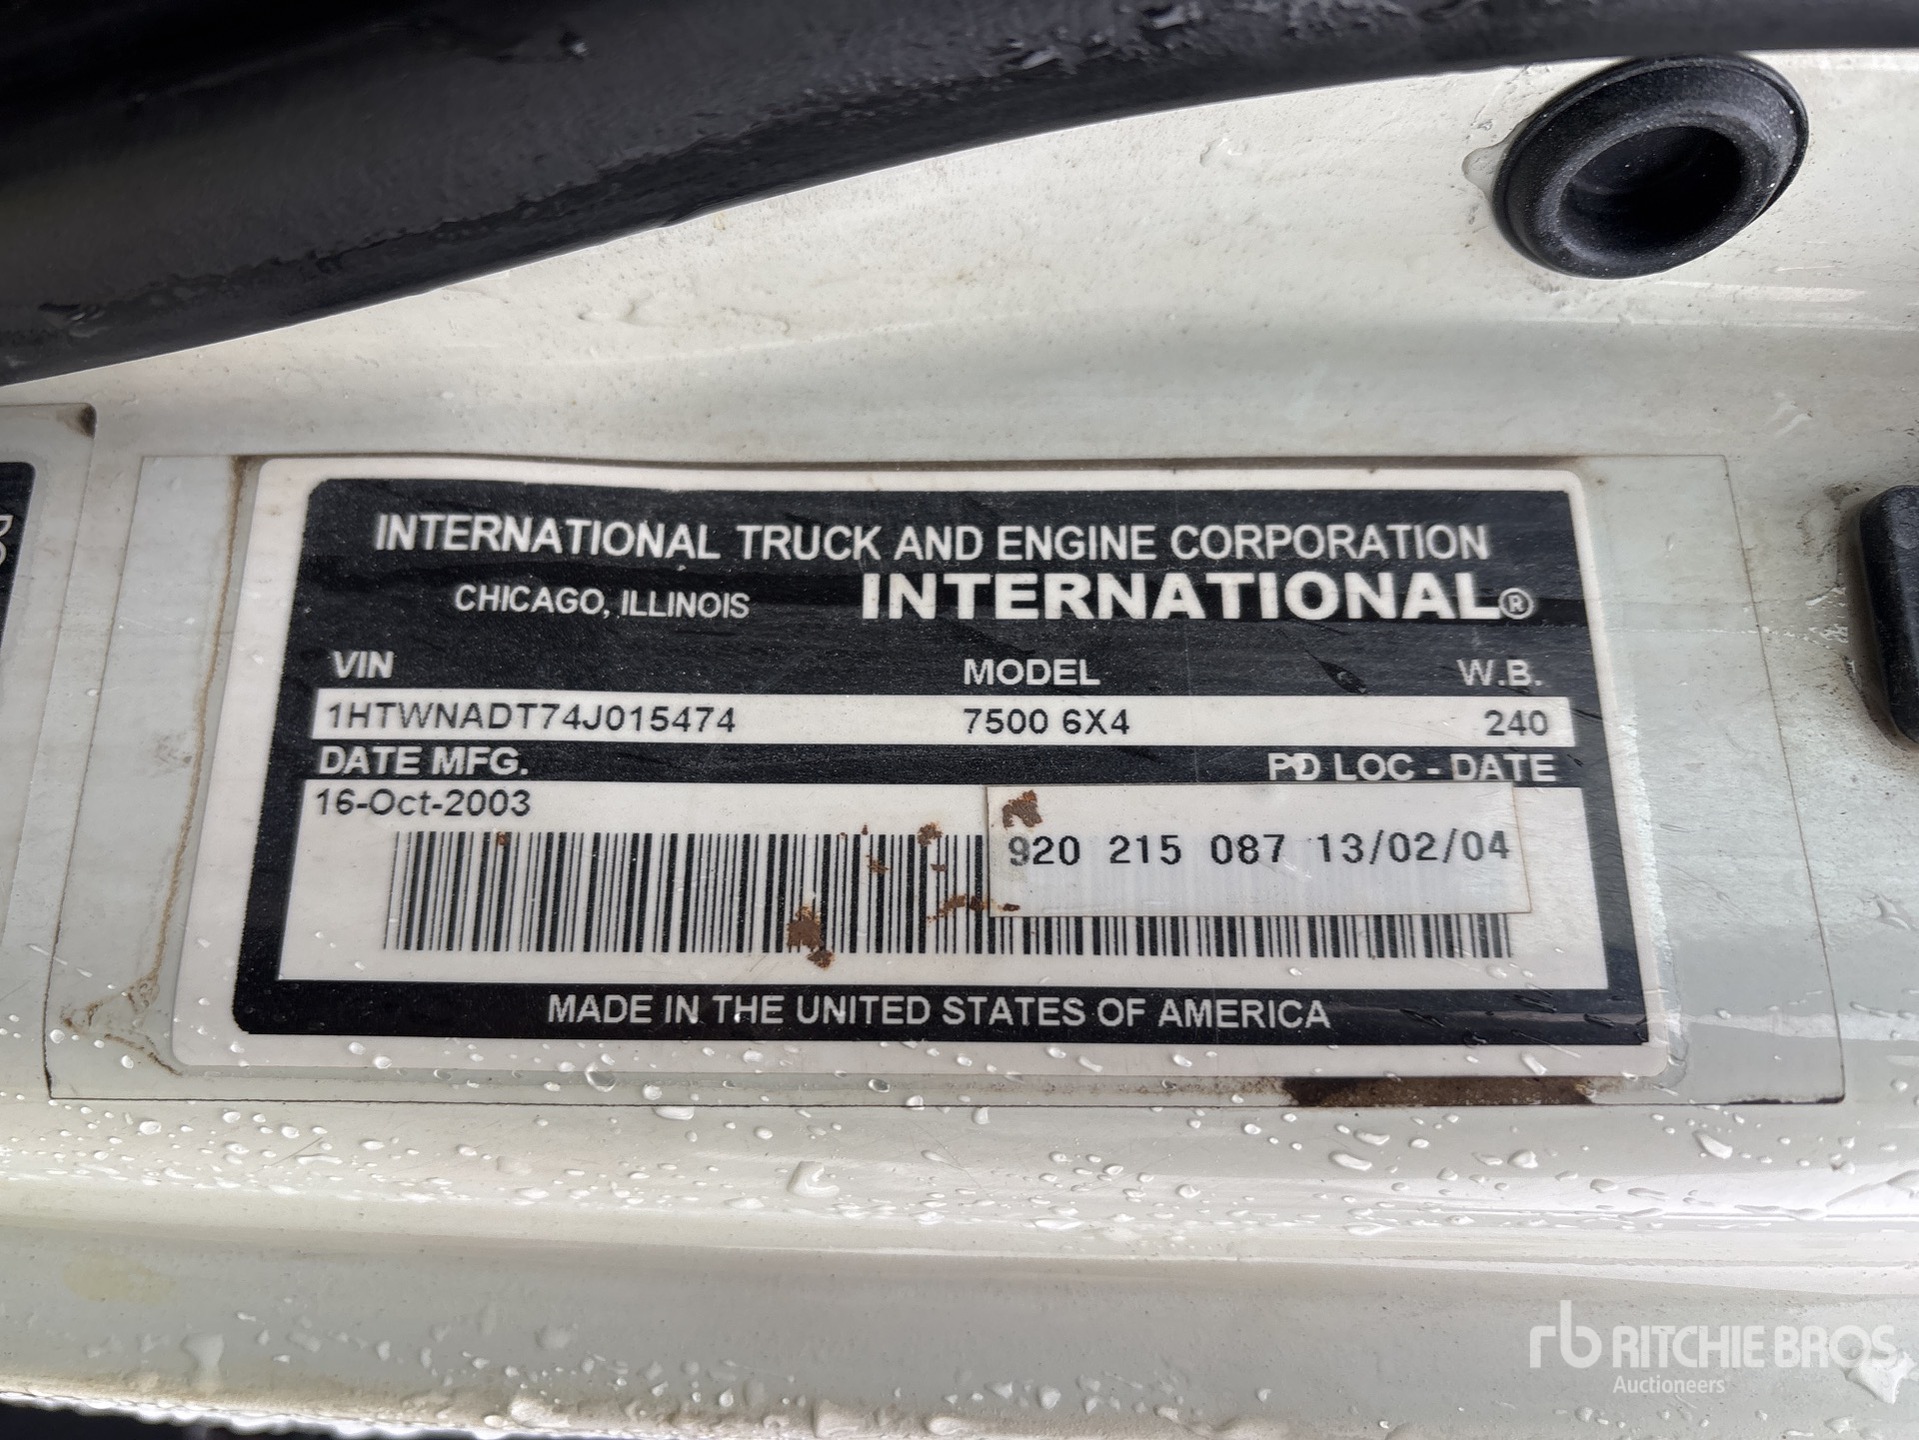 INTERNATIONAL TRUCK AND ENGINE CORPORATION
CHICAGO, ILLINOIS INTERNATIONAL®
VIN MODEL W.B.
1HTWNADT74J015474 7500 6X4 240
DATE MFG. PD LOC - DATE
16-Oct-2003
920 215 087 13/02/04
MADE IN THE UNITED STATES OF AMERICA
rb RITCHIE BROS
Auctioneers